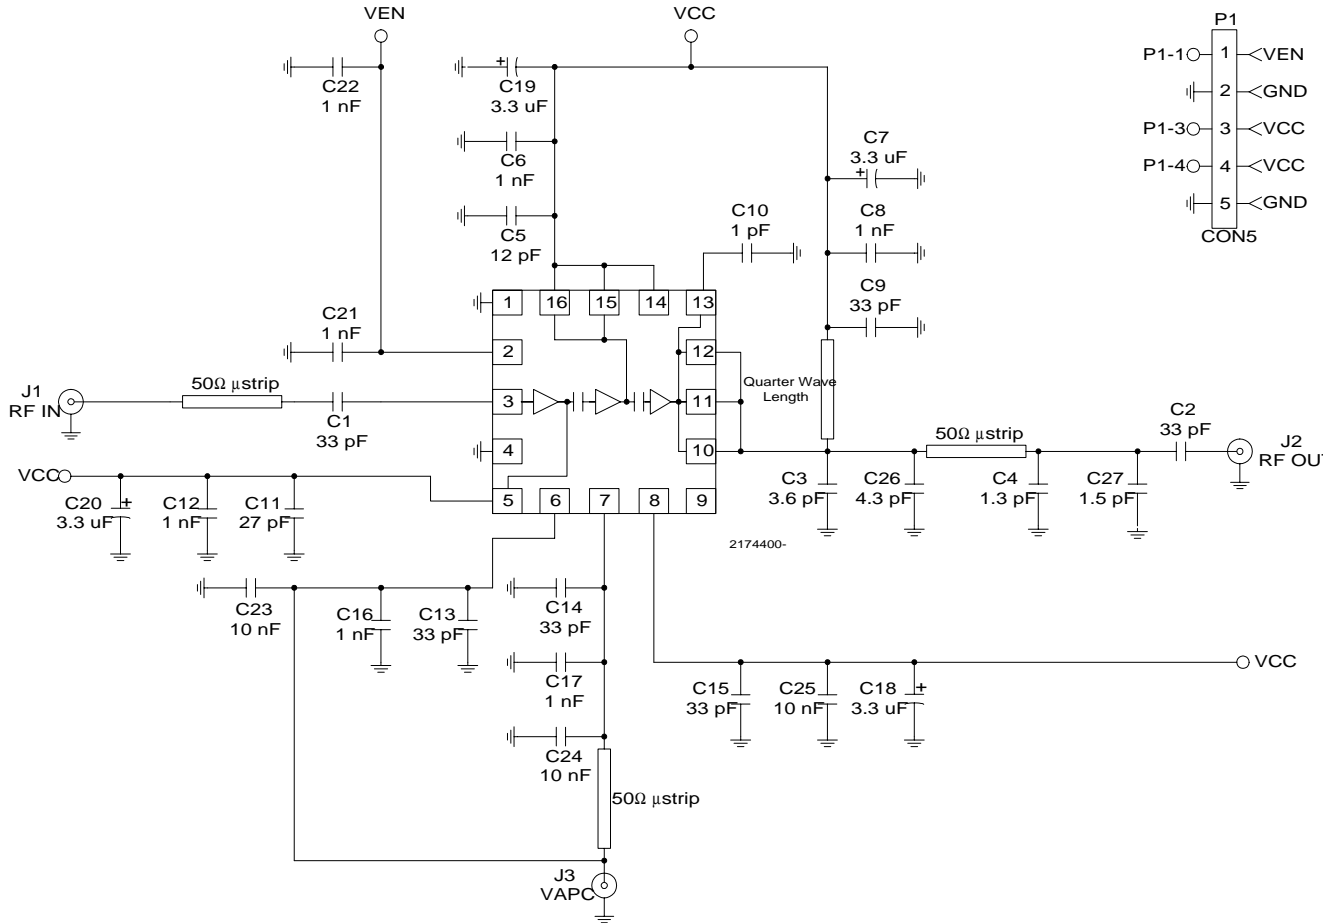 VEN
VCC
P1
C22
1 nF
C19
3.3 uF
+
P1-1
1
VEN
2
GND
P1-3
3
VCC
P1-4
4
VCC
5
GND
CON5
C6
1 nF
C7
3.3 uF
+
C5
12 pF
C10
1 pF
C8
1 nF
C9
33 pF
1
16
15
14
13
C21
1 nF
2
12
Quarter Wave
Length
J1
RF IN
50Ω μstrip
C1
33 pF
3
11
50Ω μstrip
C2
33 pF
J2
RF OUT
4
10
VCC
C20
3.3 uF
+
C12
1 nF
C11
27 pF
5
6
7
8
9
C3
3.6 pF
C26
4.3 pF
C4
1.3 pF
C27
1.5 pF
2174400-
C23
10 nF
C16
1 nF
C13
33 pF
C14
33 pF
C17
1 nF
C15
33 pF
C25
10 nF
C18
3.3 uF
+
VCC
C24
10 nF
50Ω μstrip
J3
VAPC